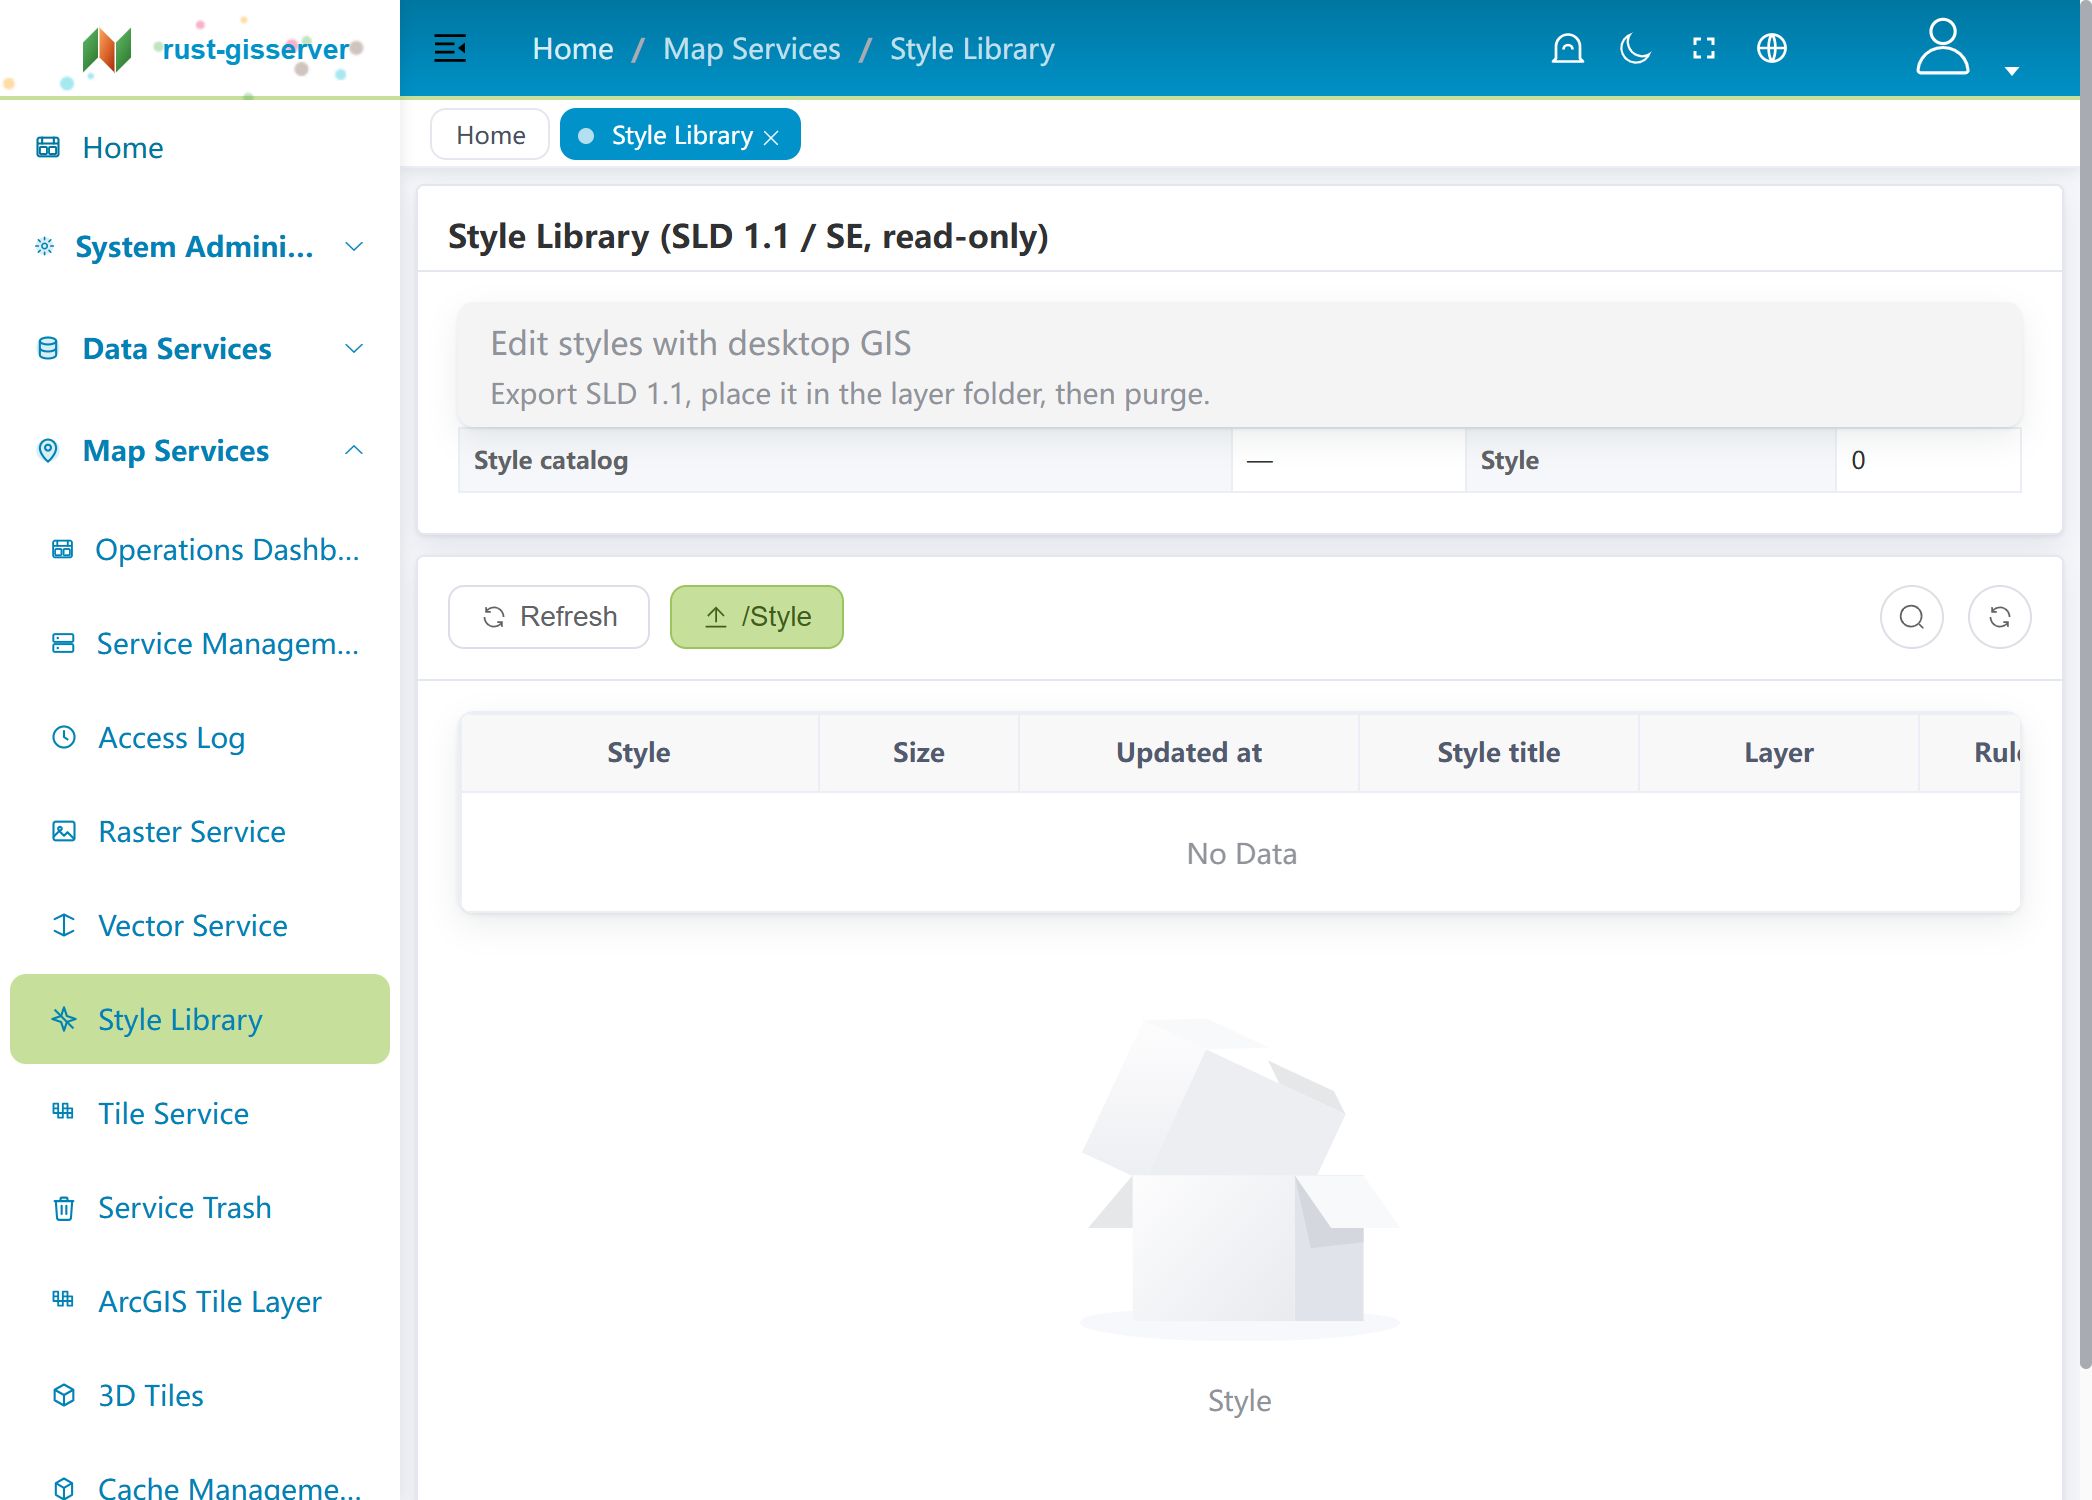 rust-gisserver
Home / Map Services / Style Library
Home
Style Library
Home
System Admini...
Data Services
Map Services
Operations Dashb...
Service Managem...
Access Log
Raster Service
Vector Service
Style Library
Tile Service
Service Trash
ArcGIS Tile Layer
3D Tiles
Cache Manageme...
Style Library (SLD 1.1 / SE, read-only)
Edit styles with desktop GIS
Export SLD 1.1, place it in the layer folder, then purge.
Style catalog — Style 0
Refresh /Style
Style Size Updated at Style title Layer Rule
No Data
Style